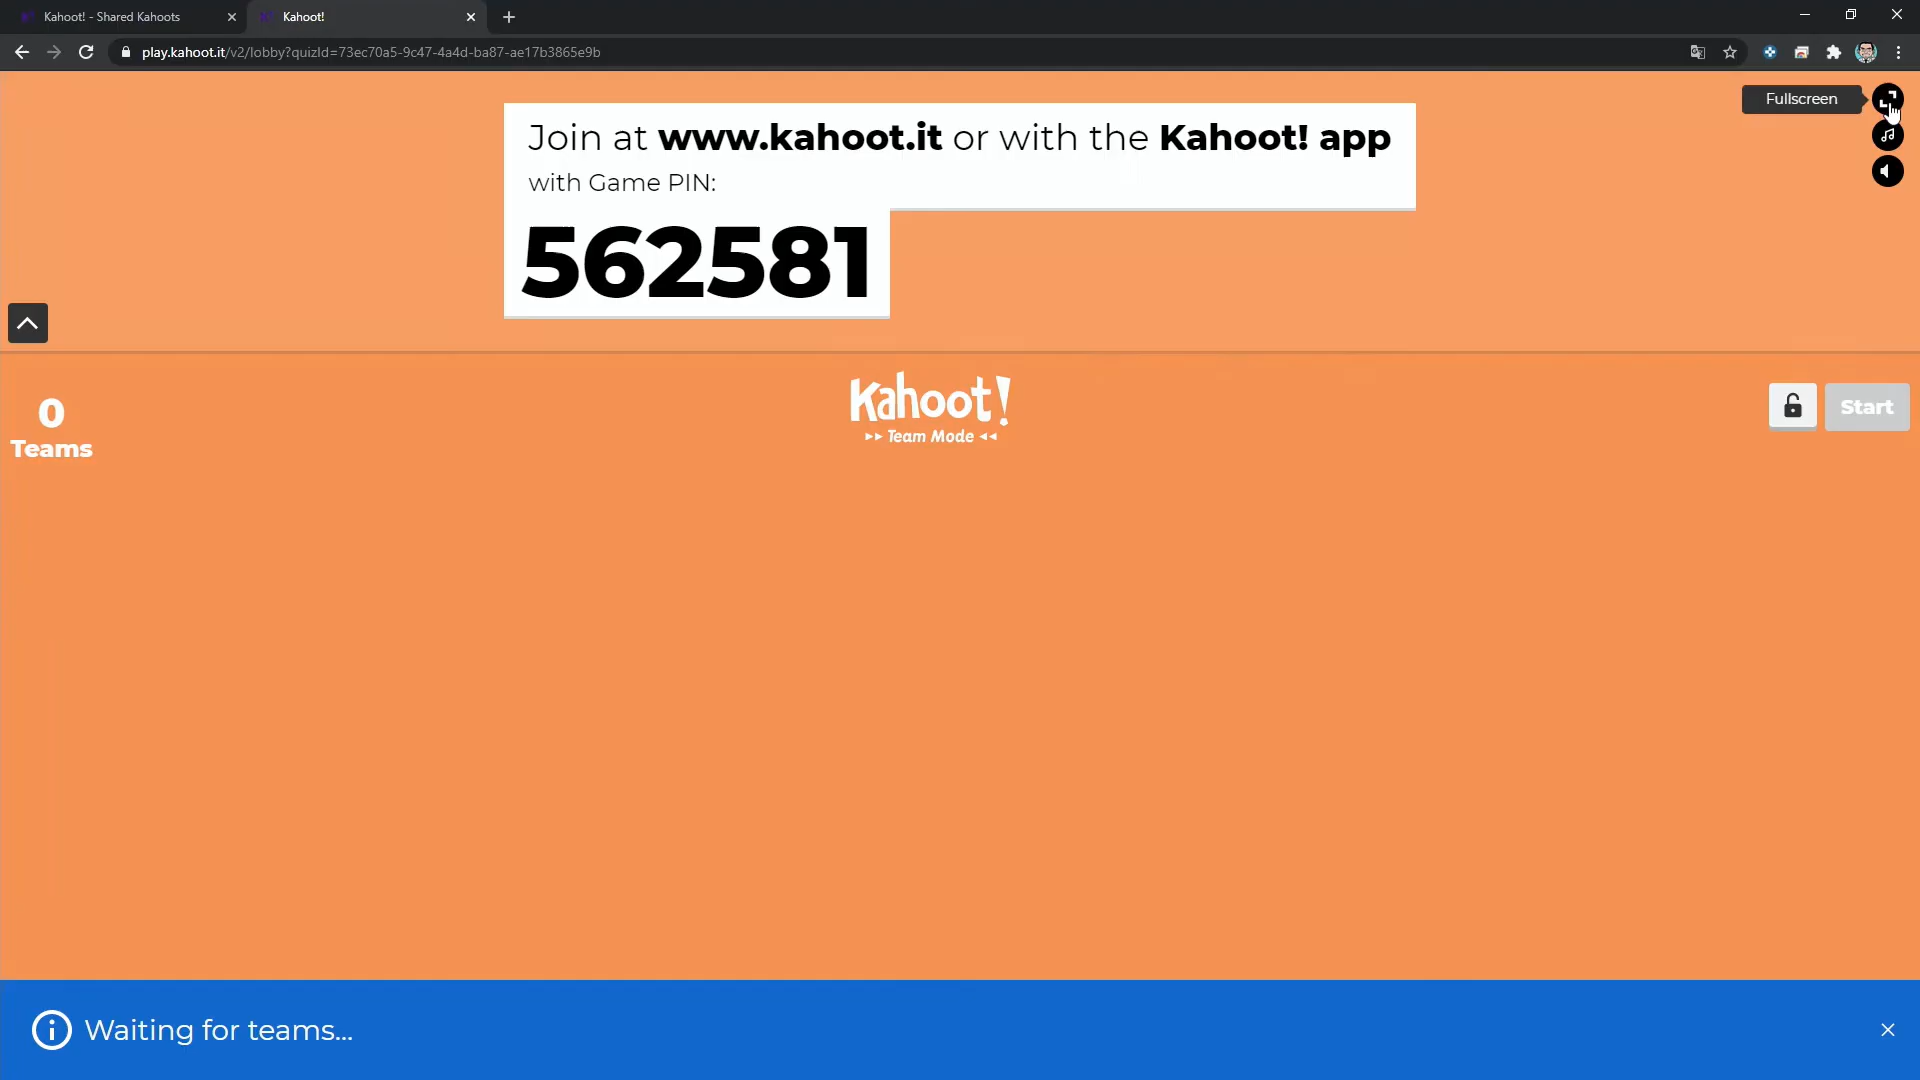 Kahoot! - Shared Kahoots
Kahoot!
play.kahoot.it/v2/lobby?quizId=73ec70a5-9c47-4a4d-ba87-ae17b3865e9b
Fullscreen
Join at www.kahoot.it or with the Kahoot! app
with Game PIN:
562581
0
Teams
Kahoot!
Team Mode
Start
Waiting for teams...